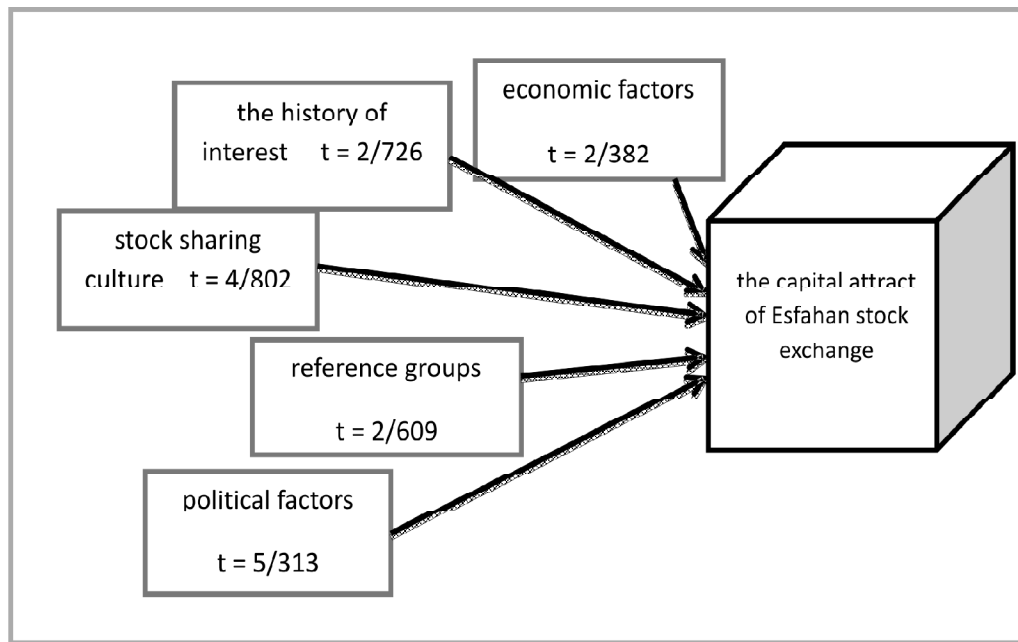 economic factors
t = 2/382
the history of
interest t = 2/726
stock sharing
culture t = 4/802
reference groups
t = 2/609
political factors
t = 5/313
the capital attract
of Esfahan stock
exchange